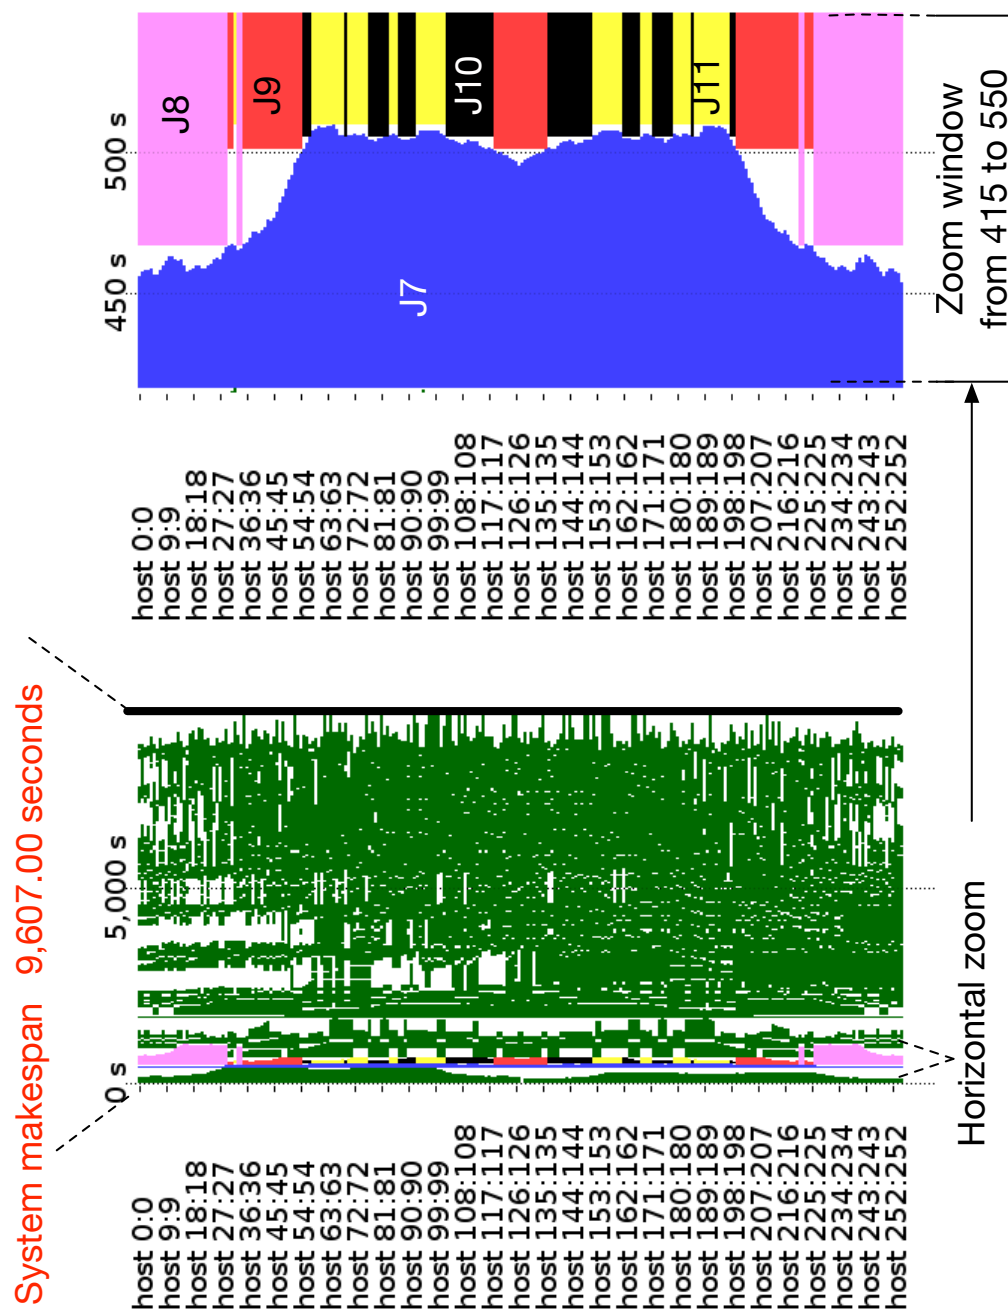 System makespan 9,607.00 seconds
0 s
5,000 s
host 0:0
host 9:9
host 18:18
host 27:27
host 36:36
host 45:45
host 54:54
host 63:63
host 72:72
host 81:81
host 90:90
host 99:99
host 108:108
host 117:117
host 126:126
host 135:135
host 144:144
host 153:153
host 162:162
host 171:171
host 180:180
host 189:189
host 198:198
host 207:207
host 216:216
host 225:225
host 234:234
host 243:243
host 252:252
Horizontal zoom
450 s
500 s
host 0:0
host 9:9
host 18:18
host 27:27
host 36:36
host 45:45
host 54:54
host 63:63
host 72:72
host 81:81
host 90:90
host 99:99
host 108:108
host 117:117
host 126:126
host 135:135
host 144:144
host 153:153
host 162:162
host 171:171
host 180:180
host 189:189
host 198:198
host 207:207
host 216:216
host 225:225
host 234:234
host 243:243
host 252:252
J8
J9
J7
J10
J11
Zoom window
from 415 to 550